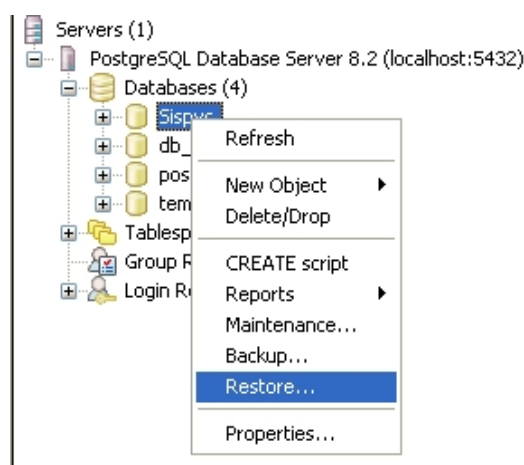 Servers (1)
PostgreSQL Database Server 8.2 (localhost:5432)
Databases (4)
Refresh
New Object
Delete/Drop
CREATE script
Reports
Maintenance...
Backup...
Restore...
Properties...
db_
pos
tem
Tablesp
Group R
Login R